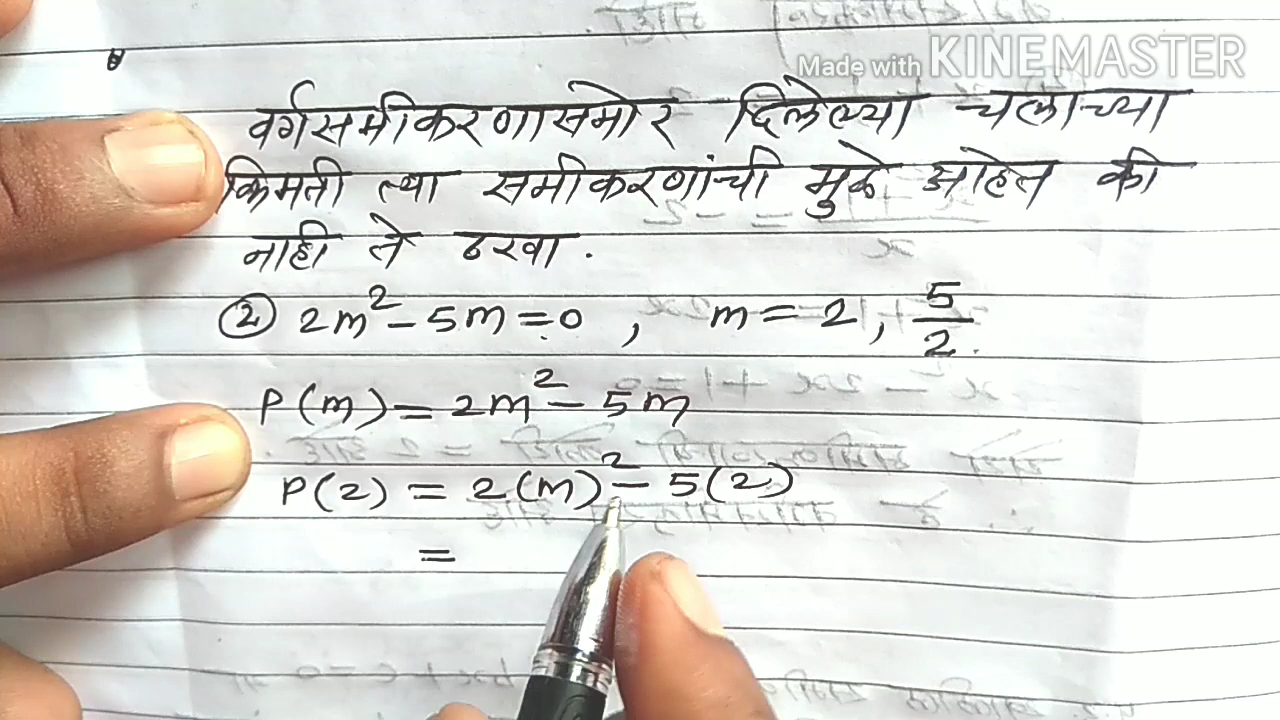 Made with KINEMASTER
वर्गसमीकरणासमोर दिलेल्या चलाच्या
किमती त्या समीकरणांची मुळे आहेत की
नाही ते ठरवा.
② 2m² - 5m = 0 , m = 2, 5/2.
P(m) = 2m² - 5m
P(2) = 2(m)² - 5(2)
=